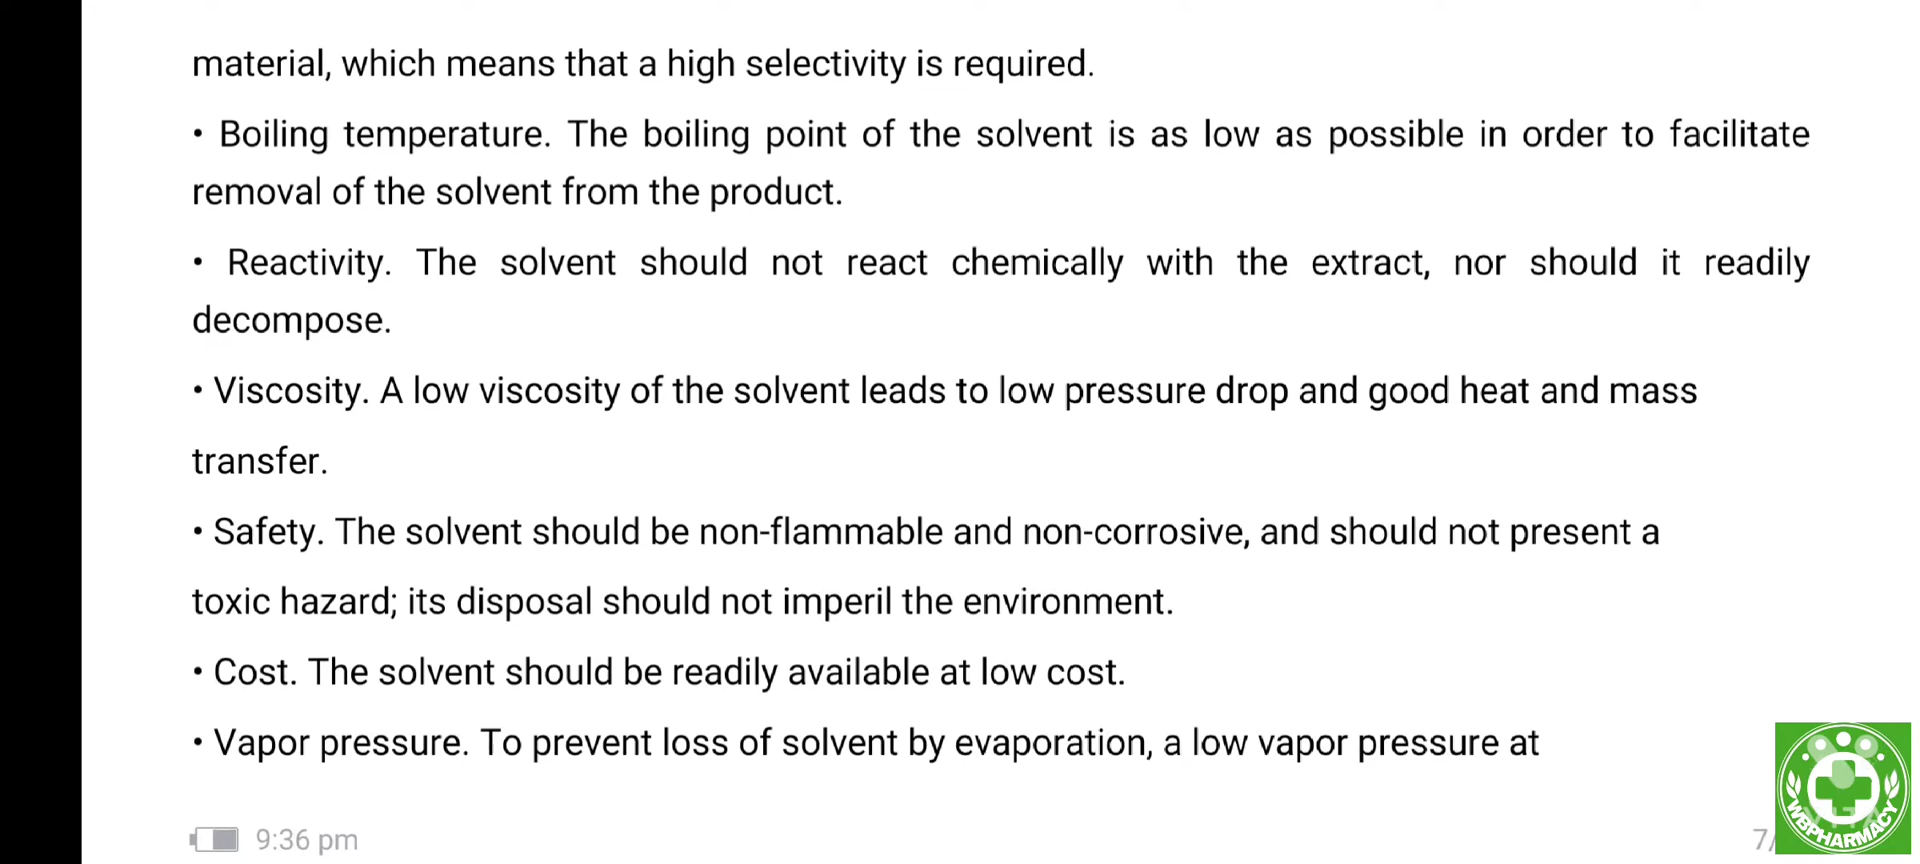 material, which means that a high selectivity is required.
• Boiling temperature. The boiling point of the solvent is as low as possible in order to facilitate
removal of the solvent from the product.
• Reactivity. The solvent should not react chemically with the extract, nor should it readily
decompose.
• Viscosity. A low viscosity of the solvent leads to low pressure drop and good heat and mass
transfer.
• Safety. The solvent should be non-flammable and non-corrosive, and should not present a
toxic hazard; its disposal should not imperil the environment.
• Cost. The solvent should be readily available at low cost.
• Vapor pressure. To prevent loss of solvent by evaporation, a low vapor pressure at
9:36 pm
7/
WBPHARMACY